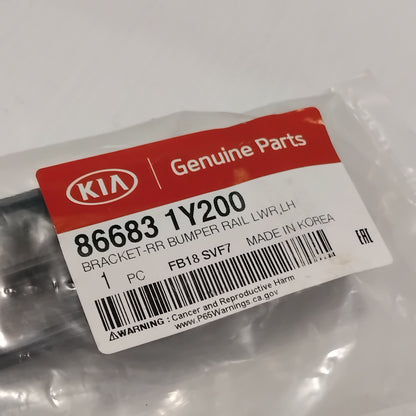 KIA
Genuine Parts
86683 1Y200
BRACKET-RR BUMPER RAIL LWR,LH
1 PC FB18 SVF7 MADE IN KOREA
EAC
⚠WARNING : Cancer and Reproductive Harm
www.P65Warnings.ca.gov